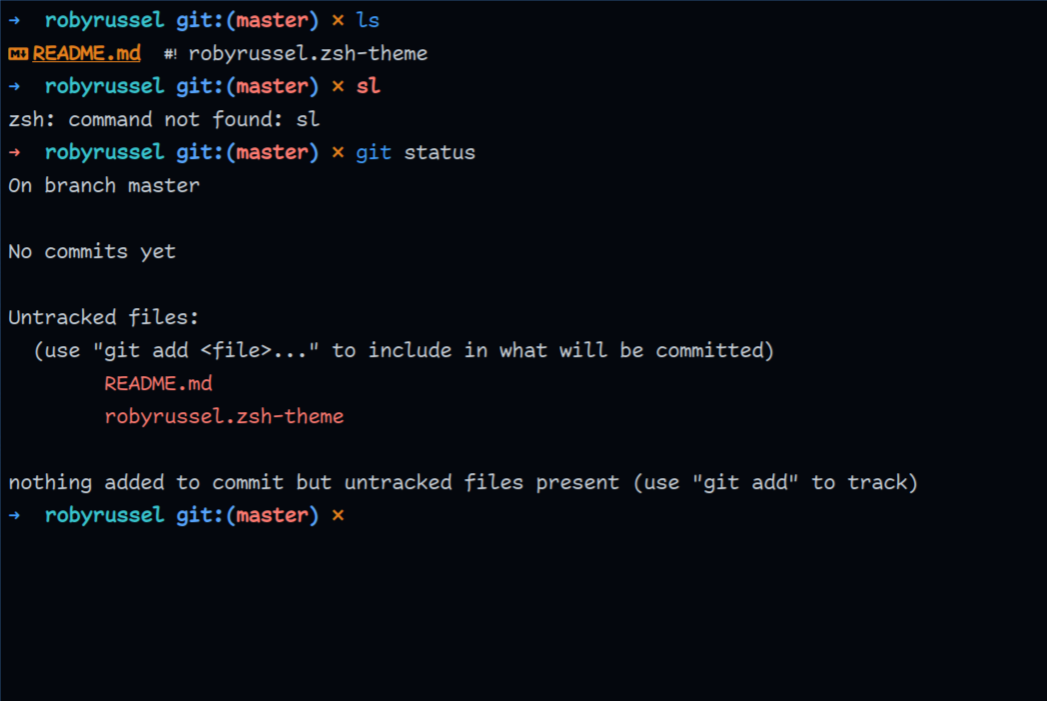 → robyrussel git:(master) × ls
README.md #! robyrussel.zsh-theme
→ robyrussel git:(master) × sl
zsh: command not found: sl
→ robyrussel git:(master) × git status
On branch master
No commits yet
Untracked files:
(use "git add <file>..." to include in what will be committed)
README.md
robyrussel.zsh-theme
nothing added to commit but untracked files present (use "git add" to track)
→ robyrussel git:(master) ×